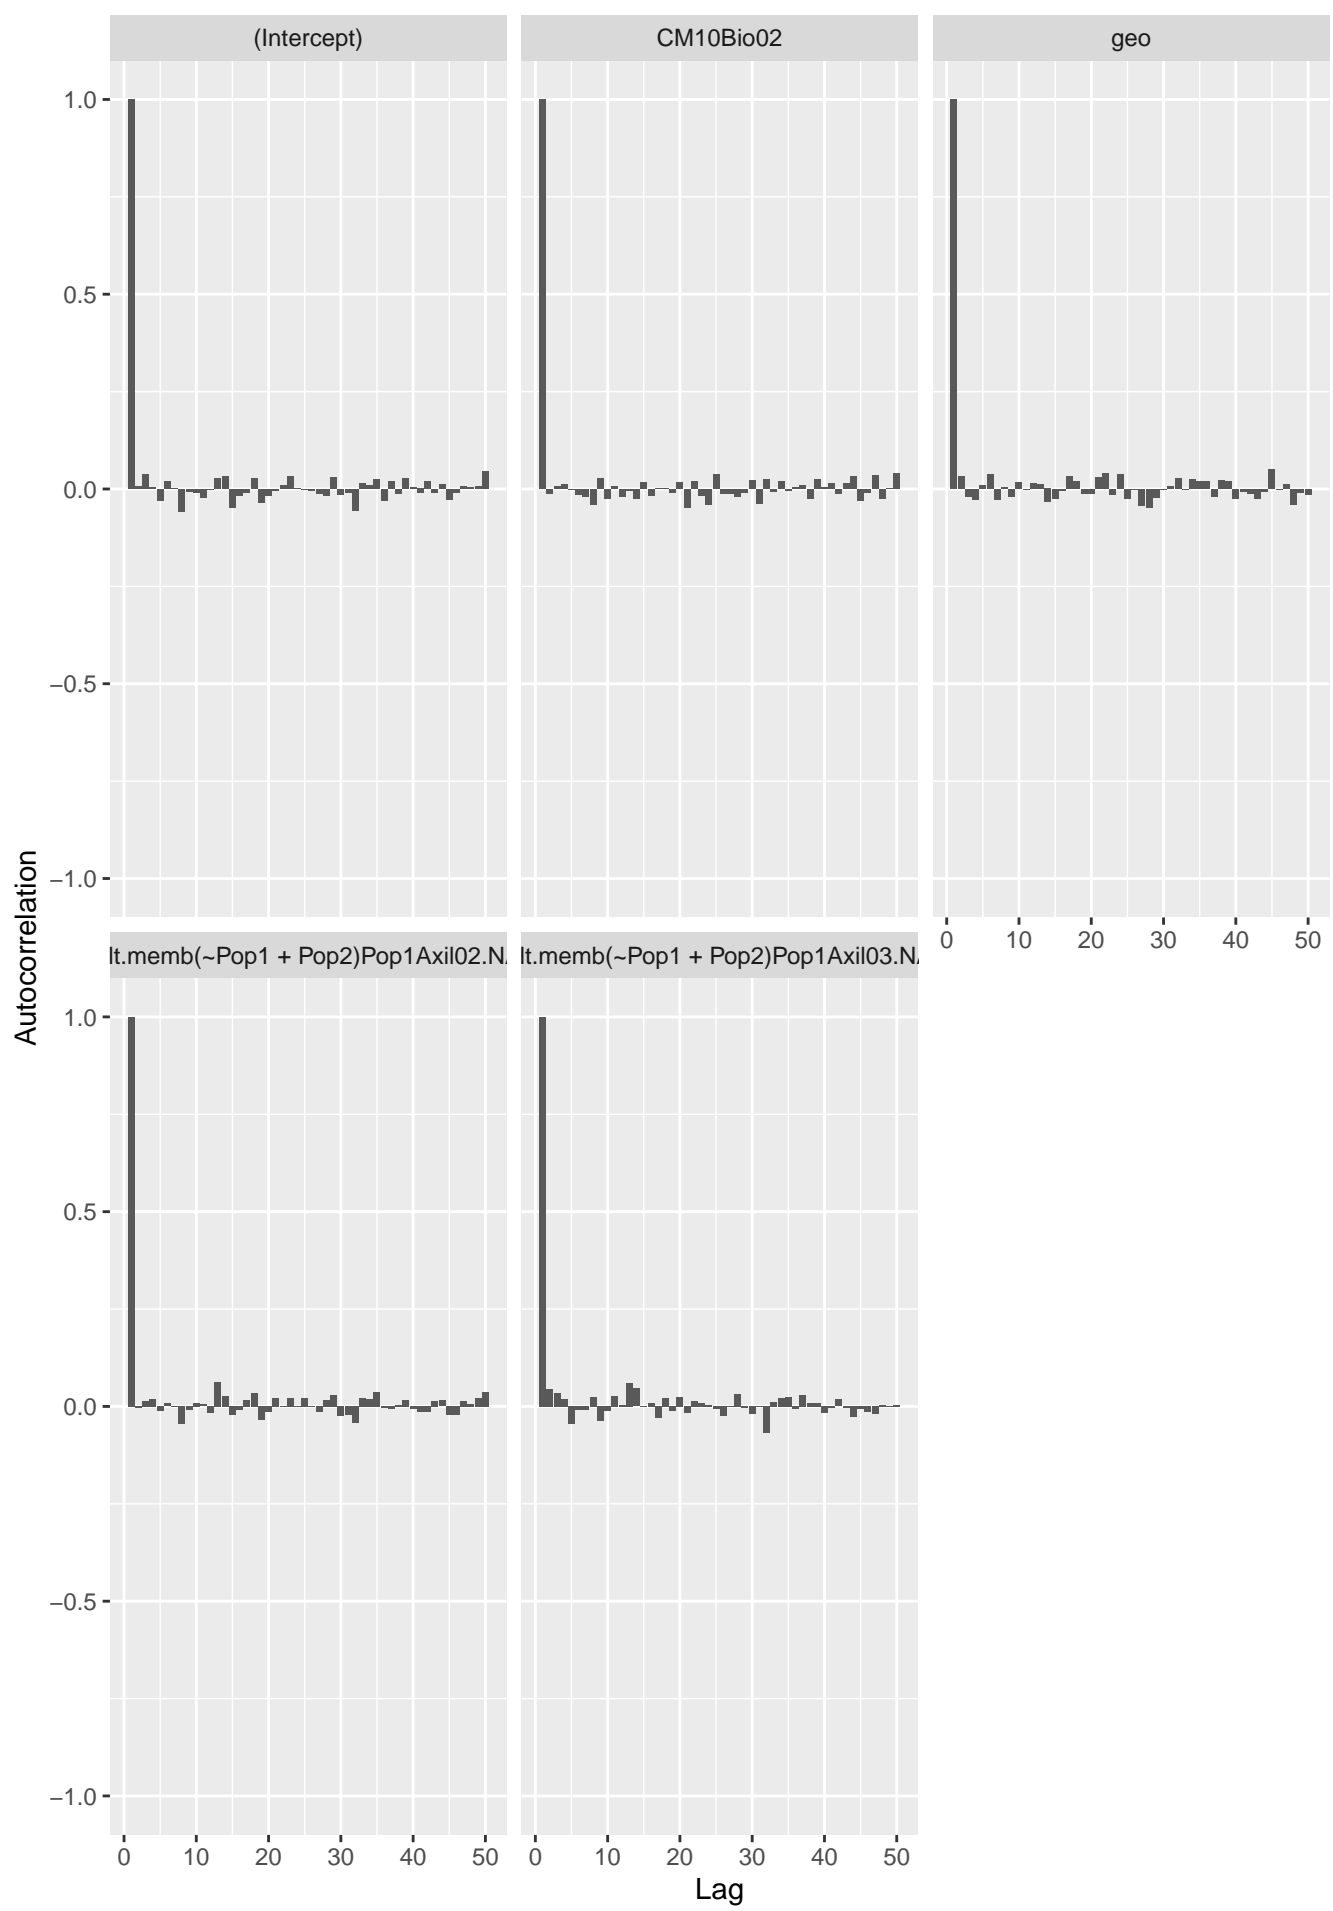 (Intercept) CM10Bio02 geo
1.0
0.5
0.0
−0.5
−1.0
0 10 20 30 40 50
lt.memb(~Pop1 + Pop2)Pop1Axil02.N lt.memb(~Pop1 + Pop2)Pop1Axil03.N
Autocorrelation
1.0
0.5
0.0
−0.5
−1.0
0 10 20 30 40 50 0 10 20 30 40 50
Lag